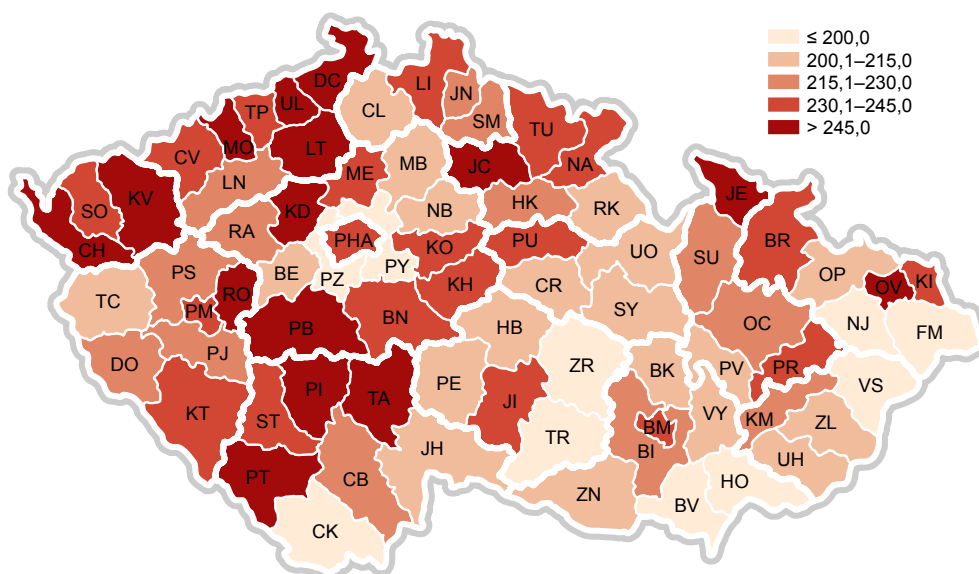 ≤ 200,0
200,1–215,0
215,1–230,0
230,1–245,0
> 245,0
DC
LI
JN
CL
UL
TP
SM
TU
MO
LT
CV
MB
JC
NA
ME
LN
KV
SO
JE
KD
NB
HK
RK
RA
PHA
KO
PU
BR
CH
UO
SU
PS
BE
PZ
PY
OP
KI
OV
RO
KH
CR
TC
PM
SY
PB
BN
HB
OC
NJ
FM
DO
PJ
ZR
BK
PV
PR
VS
PE
PI
TA
JI
KT
ST
VY
KM
ZL
BM
TR
BI
JH
UH
PT
CB
HO
ZN
BV
CK